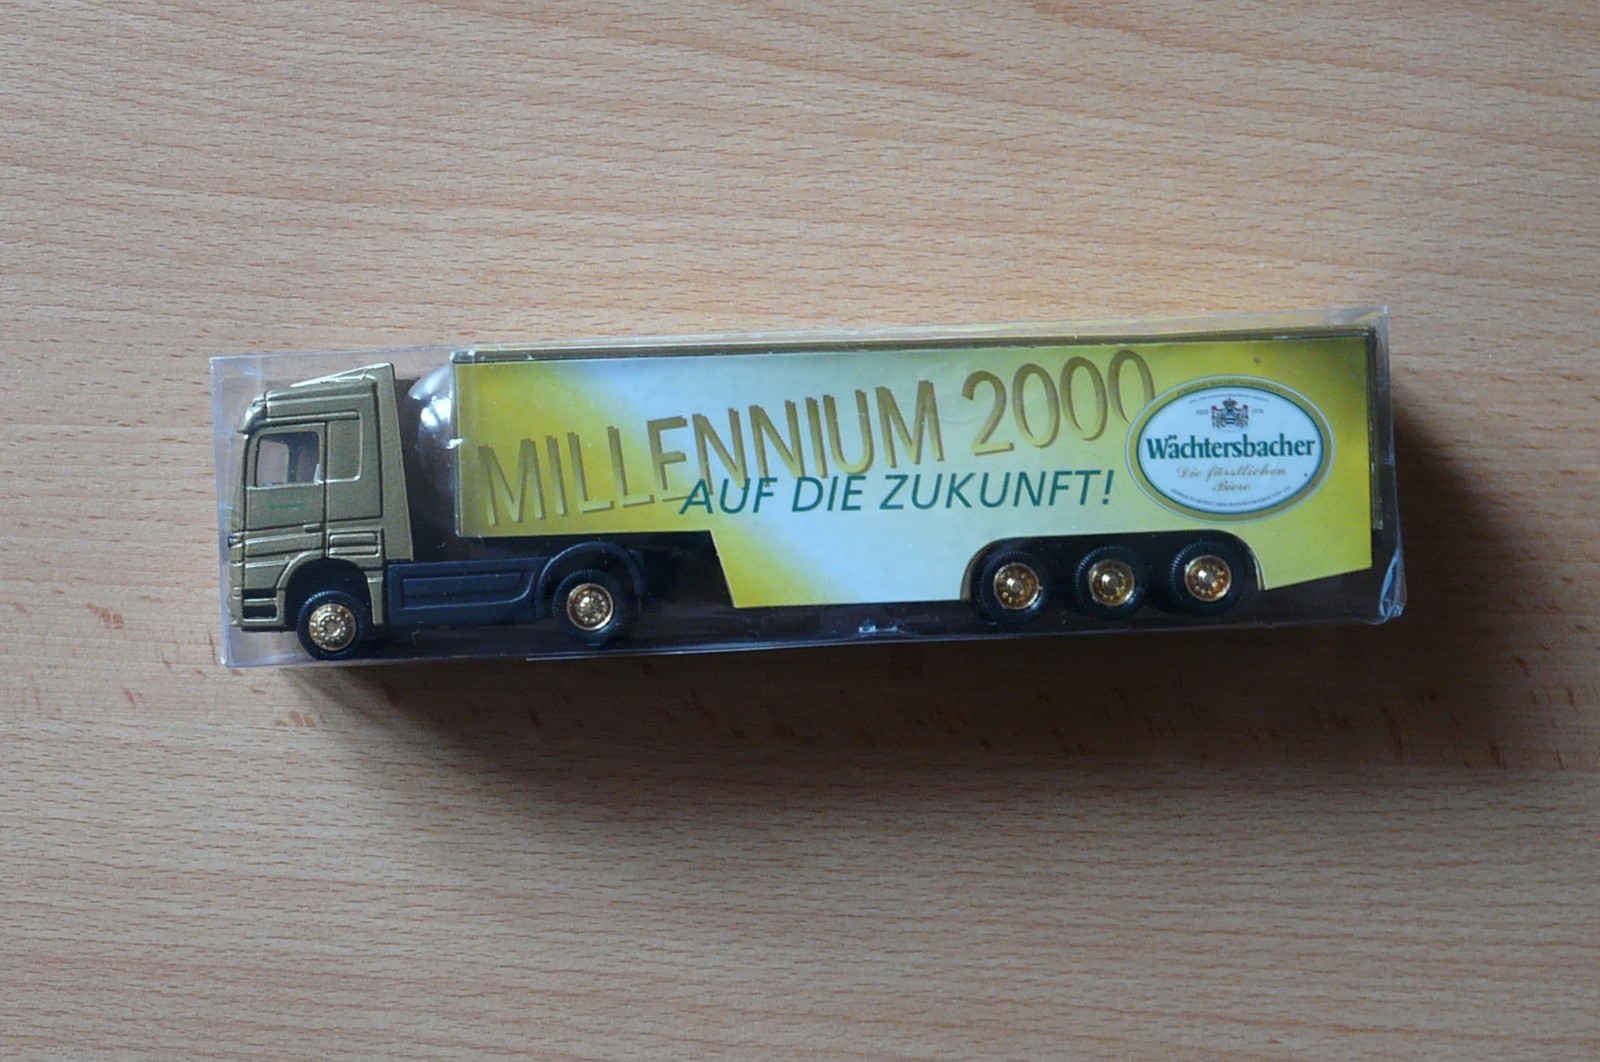 MILLENNIUM 2000
AUF DIE ZUKUNFT!
Wächtersbacher
Die fürstlichen
Biere